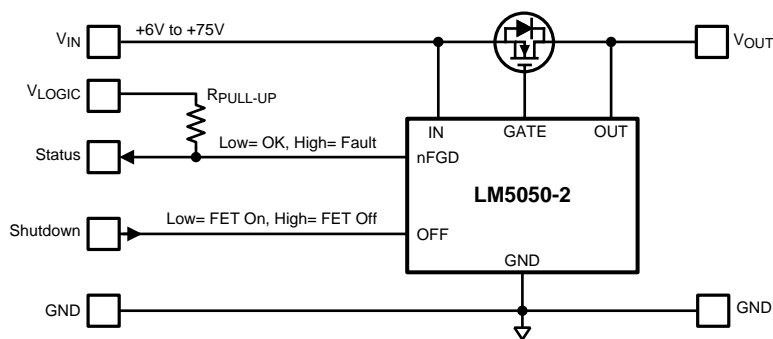 VIN
+6V to +75V
VOUT
VLOGIC
RPULL-UP
IN
GATE
OUT
Status
Low= OK, High= Fault
nFGD
LM5050-2
Shutdown
Low= FET On, High= FET Off
OFF
GND
GND
GND